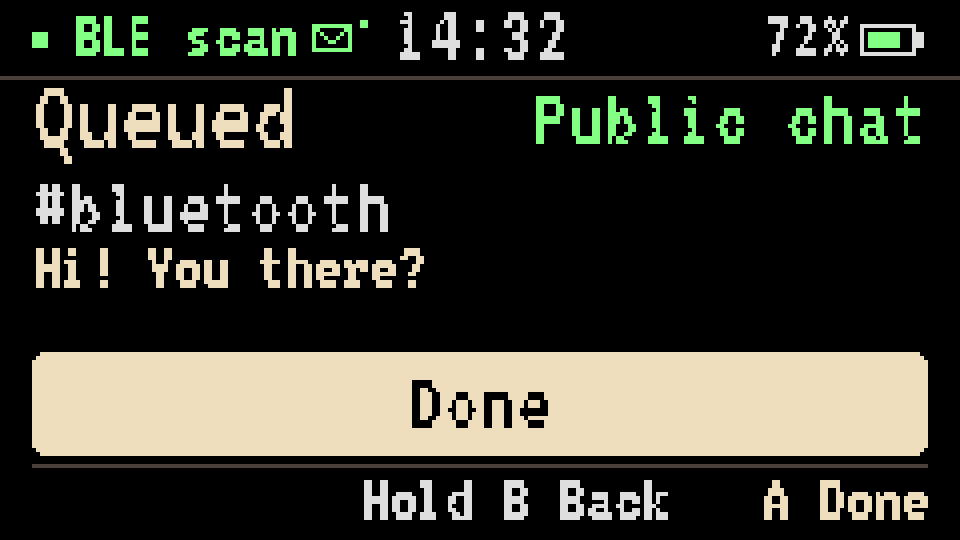 BLE scan 14:32 72%
Queued Public chat
#bluetooth
Hi! You there?
Done
Hold B Back A Done